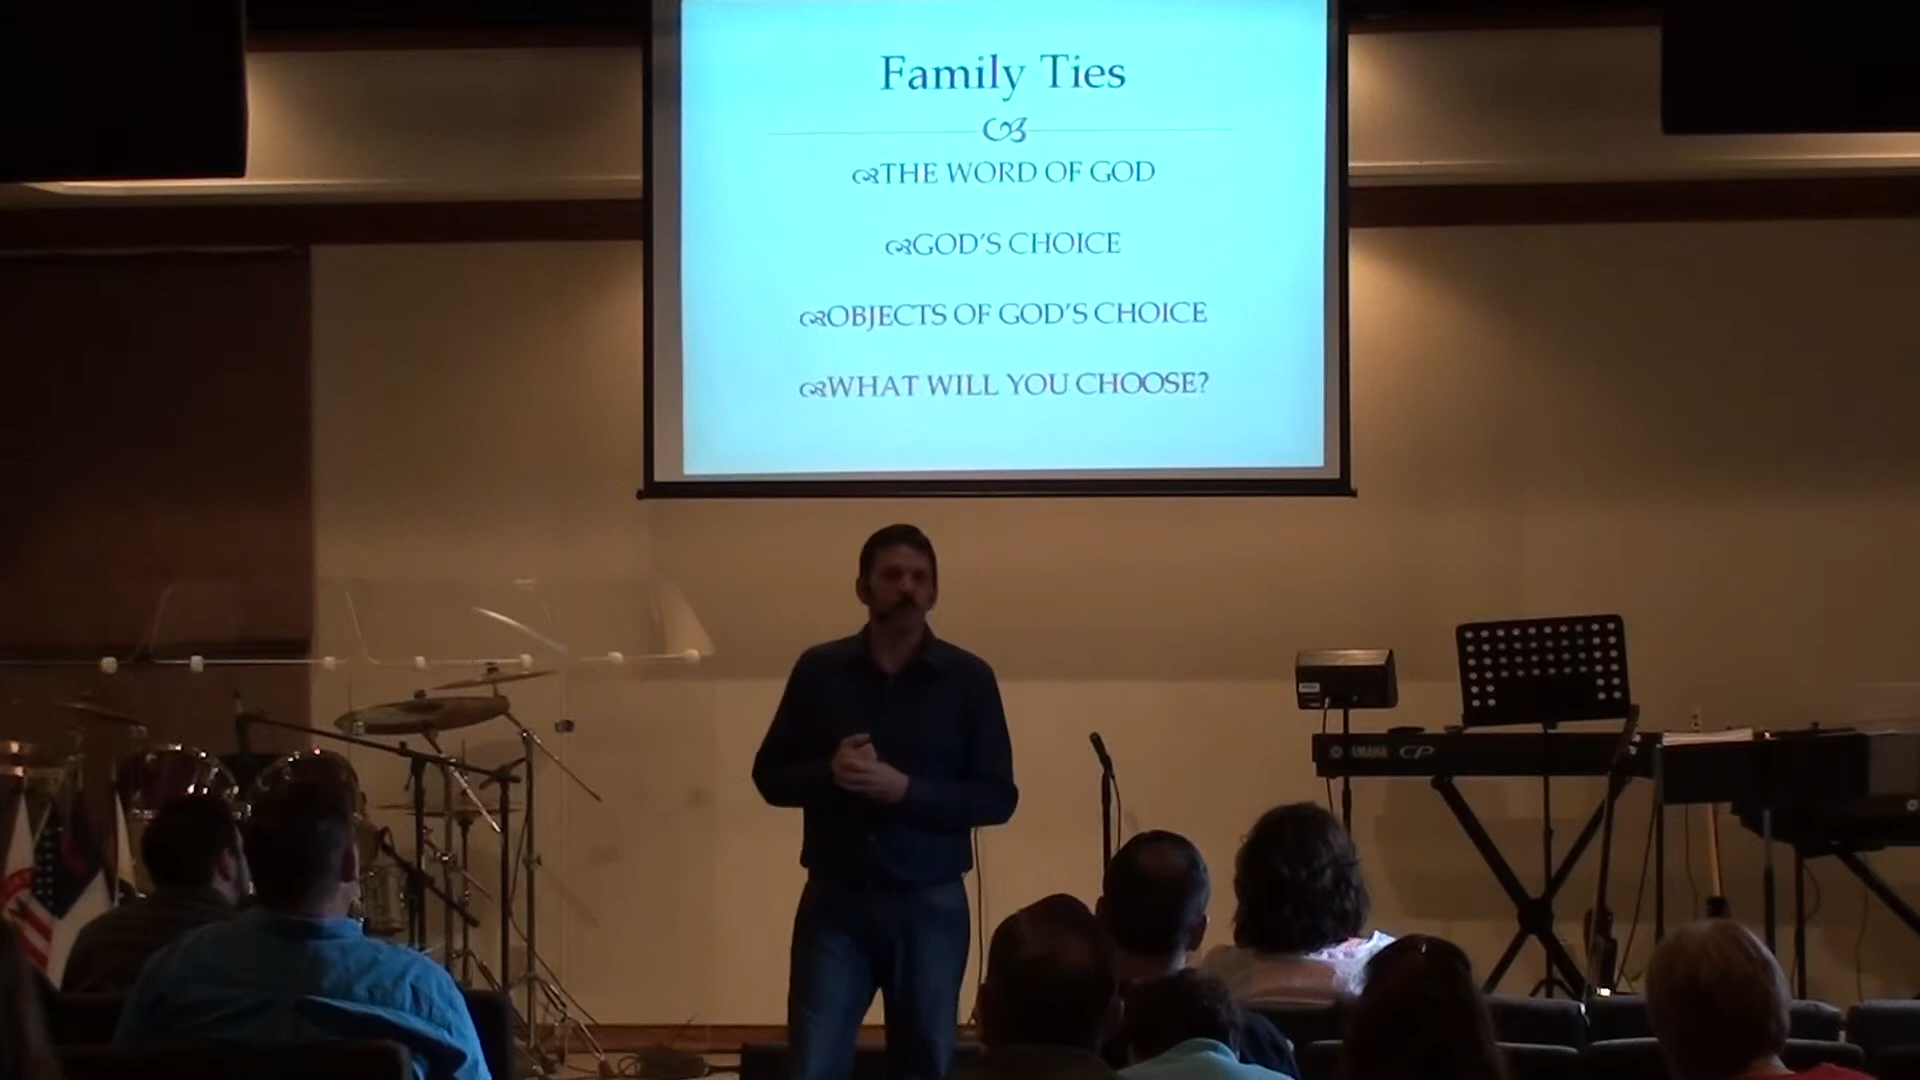 Family Ties
THE WORD OF GOD
GOD'S CHOICE
OBJECTS OF GOD'S CHOICE
WHAT WILL YOU CHOOSE?
YAMAHA CP